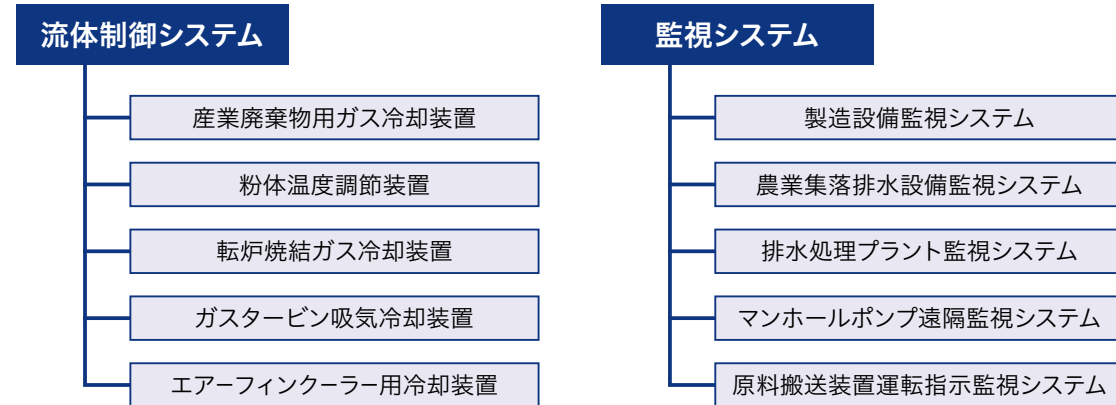 流体制御システム
産業廃棄物用ガス冷却装置
粉体温度調節装置
転炉焼結ガス冷却装置
ガスタービン吸気冷却装置
エアーフィンクーラー用冷却装置
監視システム
製造設備監視システム
農業集落排水設備監視システム
排水処理プラント監視システム
マンホールポンプ遠隔監視システム
原料搬送装置運転指示監視システム